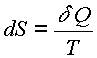 dS = δQ / T